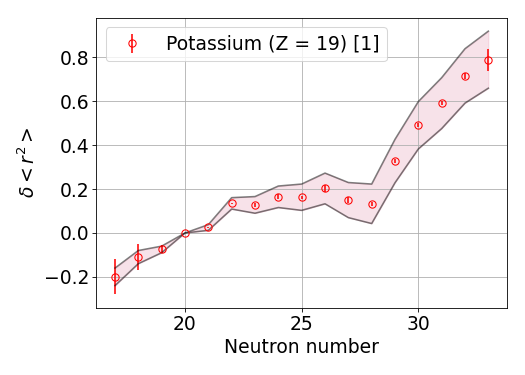 Potassium (Z = 19) [1]
0.8
0.6
0.4
0.2
0.0
−0.2
δ < r² >
20 25 30
Neutron number